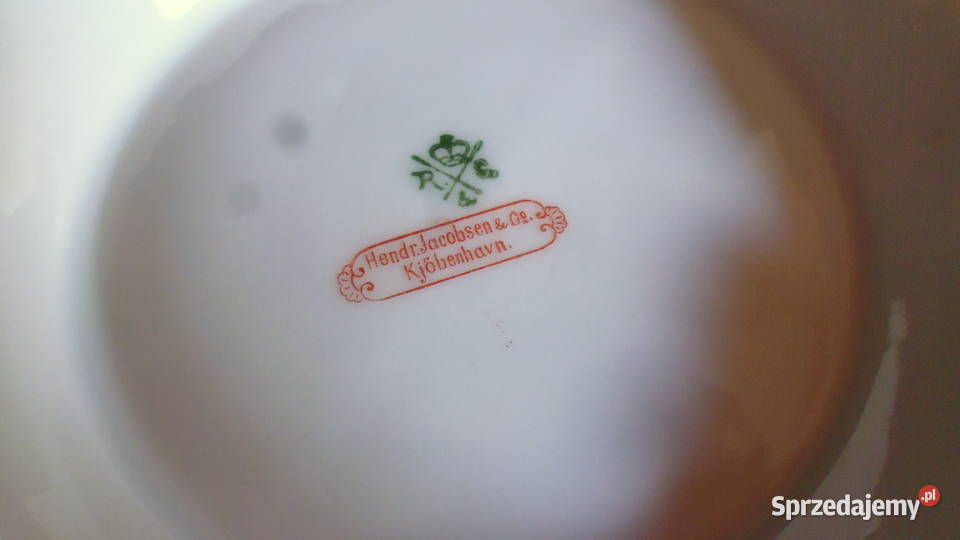 R. & C
Hendr. Jacobsen & Co.
Kjöbenhavn.
Sprzedajemy.pl